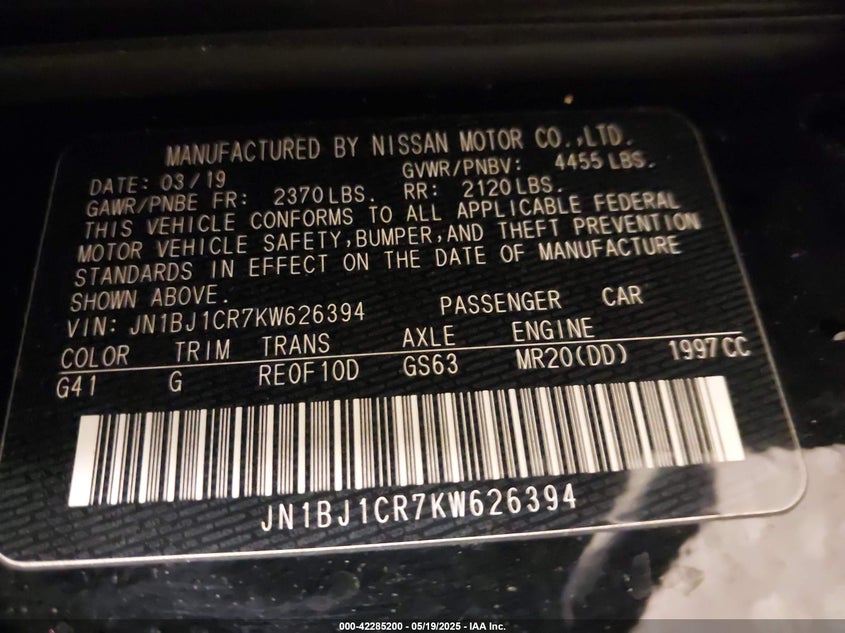 MANUFACTURED BY NISSAN MOTOR CO.,LTD.
DATE: 03/19 GVWR/PNBV: 4455 LBS.
GAWR/PNBE FR: 2370LBS. RR: 2120LBS.
THIS VEHICLE CONFORMS TO ALL APPLICABLE FEDERAL
MOTOR VEHICLE SAFETY,BUMPER,AND THEFT PREVENTION
STANDARDS IN EFFECT ON THE DATE OF MANUFACTURE
SHOWN ABOVE.
VIN: JN1BJ1CR7KW626394 PASSENGER CAR
COLOR TRIM TRANS AXLE ENGINE
G41 G RE0F10D GS63 MR20(DD) 1997CC
JN1BJ1CR7KW626394
000-42285200 - 05/19/2025 - IAA Inc.